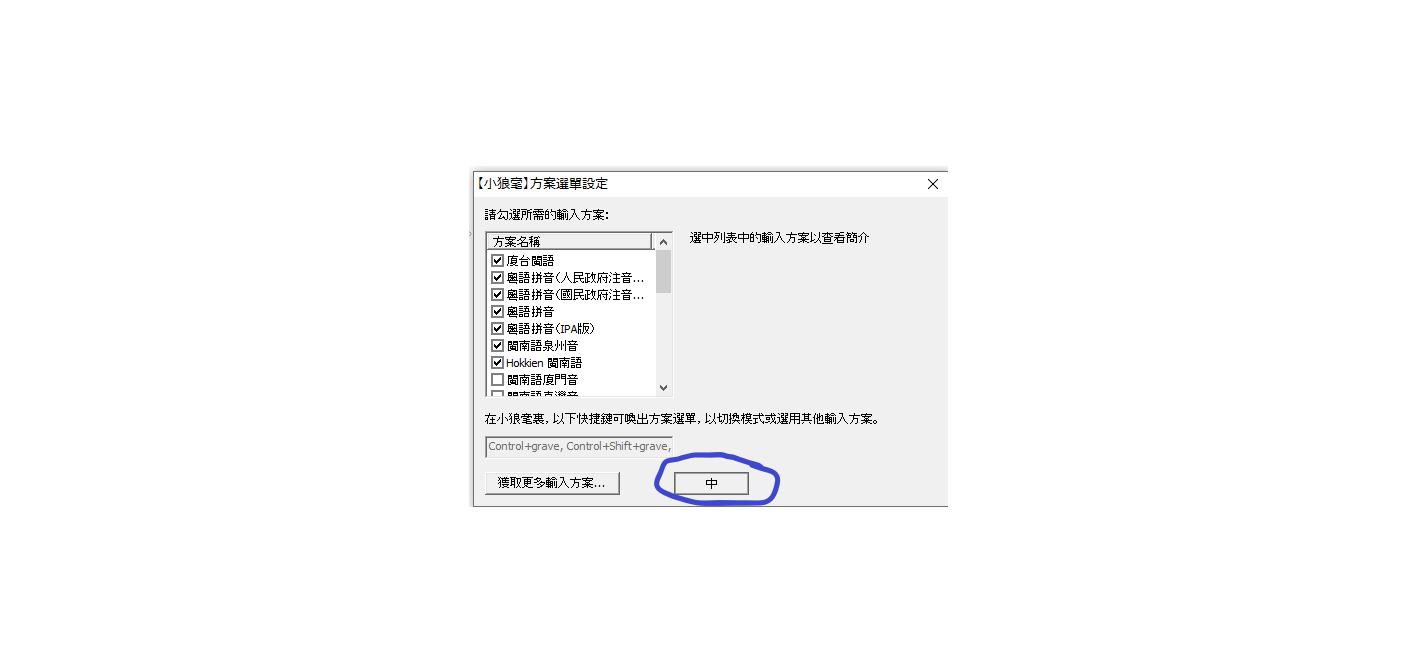 【小狼毫】方案選單設定
請勾選所需的輸入方案:
方案名稱
選中列表中的輸入方案以查看簡介
廈台閩語
粵語拼音(人民政府注音...
粵語拼音(國民政府注音...
粵語拼音
粵語拼音(IPA版)
閩南語泉州音
Hokkien 閩南語
閩南語廈門音
在小狼毫裏, 以下快捷鍵可喚出方案選單, 以切換模式或選用其他輸入方案。
Control+grave, Control+Shift+grave,
獲取更多輸入方案... 中